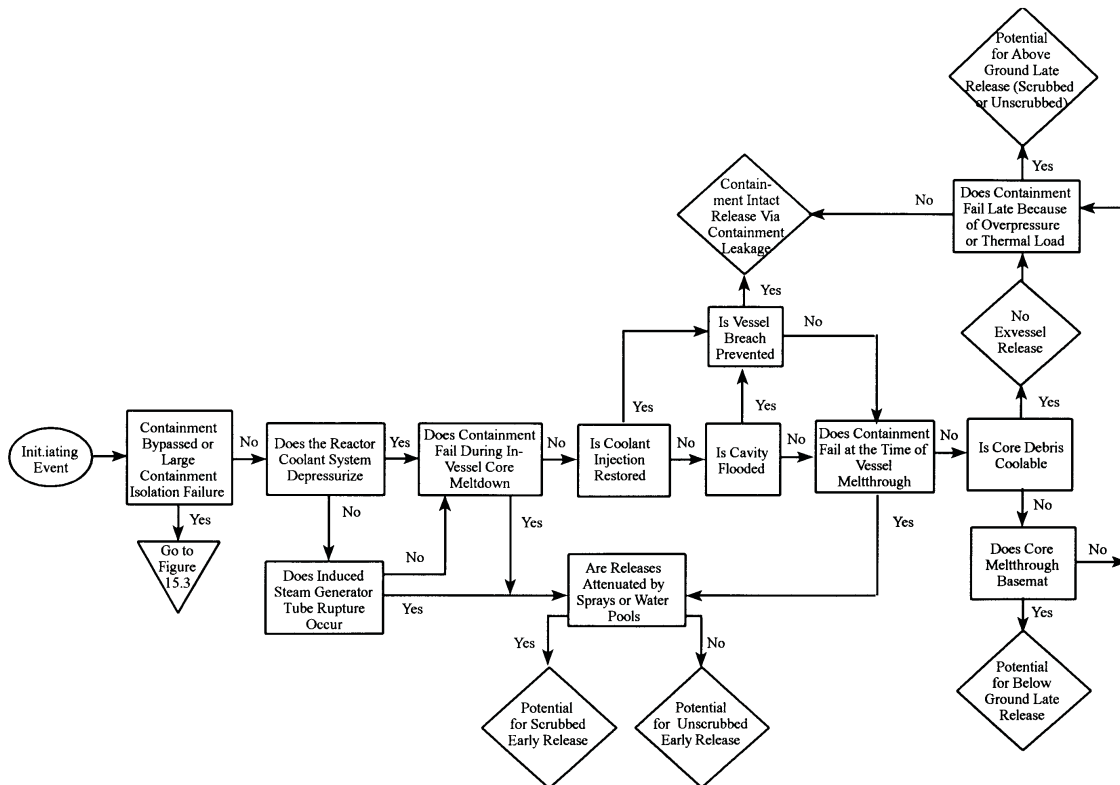 Potential
for Above
Ground Late
Release (Scrubbed
or Unscrubbed)
Yes
Does Containment
Fail Late Because
of Overpressure
or Thermal Load
No
Contain-
ment Intact
Release Via
Containment
Leakage
Yes
Is Vessel
Breach
Prevented
No
No
Exvessel
Release
Yes
Yes
Yes
Init.iating
Event
Containment
Bypassed or
Large
Containment
Isolation Failure
No
Does the Reactor
Coolant System
Depressurize
Yes
Does Containment
Fail During In-
Vessel Core
Meltdown
No
Is Coolant
Injection
Restored
No
Is Cavity
Flooded
No
Does Containment
Fail at the Time of
Vessel
Meltthrough
No
Is Core Debris
Coolable
Yes
No
Yes
Yes
No
Go to
Figure
15.3
Does Induced
Steam Generator
Tube Rupture
Occur
No
Yes
Are Releases
Attenuated by
Sprays or Water
Pools
Does Core
Meltthrough
Basemat
No
Yes
No
Yes
Potential
for Scrubbed
Early Release
Potential
for Unscrubbed
Early Release
Potential
for Below
Ground Late
Release